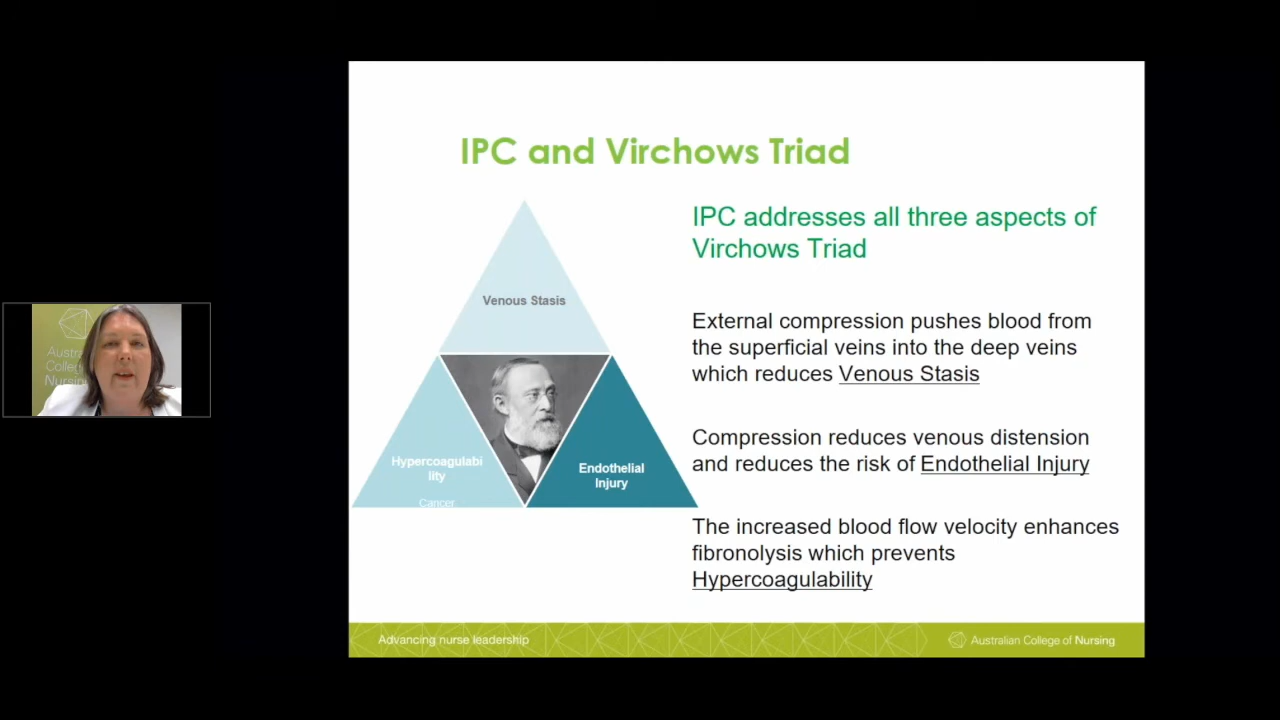 IPC and Virchows Triad
IPC addresses all three aspects of
Virchows Triad
Venous Stasis
External compression pushes blood from
the superficial veins into the deep veins
which reduces Venous Stasis
Hypercoagulabi
lity
Cancer
Endothelial
Injury
Compression reduces venous distension
and reduces the risk of Endothelial Injury
The increased blood flow velocity enhances
fibronolysis which prevents
Hypercoagulability
Advancing nurse leadership
Australian College of Nursing
Nursing